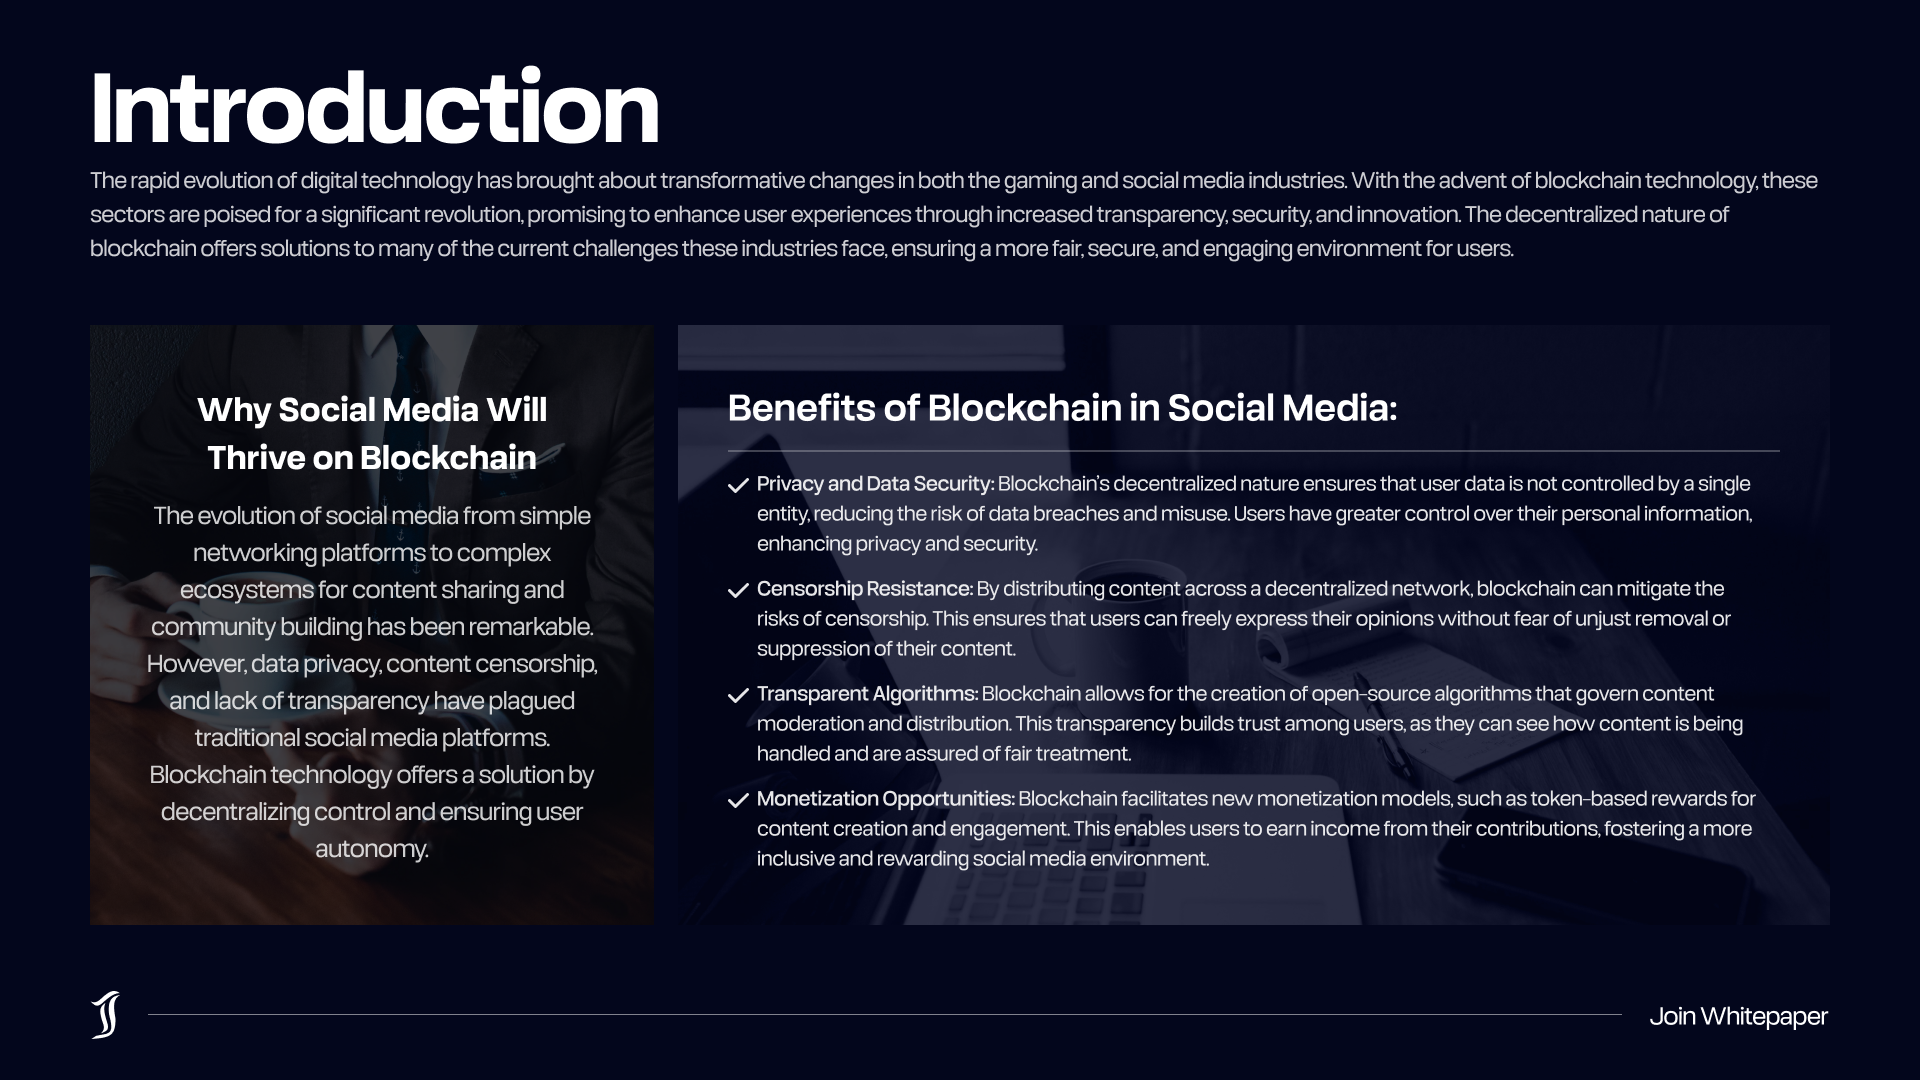 Introduction
The rapid evolution of digital technology has brought about transformative changes in both the gaming and social media industries. With the advent of blockchain technology, these
sectors are poised for a significant revolution, promising to enhance user experiences through increased transparency, security, and innovation. The decentralized nature of
blockchain offers solutions to many of the current challenges these industries face, ensuring a more fair, secure, and engaging environment for users.
Why Social Media Will
Thrive on Blockchain
The evolution of social media from simple
networking platforms to complex
ecosystems for content sharing and
community building has been remarkable.
However, data privacy, content censorship,
and lack of transparency have plagued
traditional social media platforms.
Blockchain technology offers a solution by
decentralizing control and ensuring user
autonomy.
Benefits of Blockchain in Social Media:
Privacy and Data Security: Blockchain's decentralized nature ensures that user data is not controlled by a single
entity, reducing the risk of data breaches and misuse. Users have greater control over their personal information,
enhancing privacy and security.
Censorship Resistance: By distributing content across a decentralized network, blockchain can mitigate the
risks of censorship. This ensures that users can freely express their opinions without fear of unjust removal or
suppression of their content.
Transparent Algorithms: Blockchain allows for the creation of open-source algorithms that govern content
moderation and distribution. This transparency builds trust among users, as they can see how content is being
handled and are assured of fair treatment.
Monetization Opportunities: Blockchain facilitates new monetization models, such as token-based rewards for
content creation and engagement. This enables users to earn income from their contributions, fostering a more
inclusive and rewarding social media environment.
Join Whitepaper